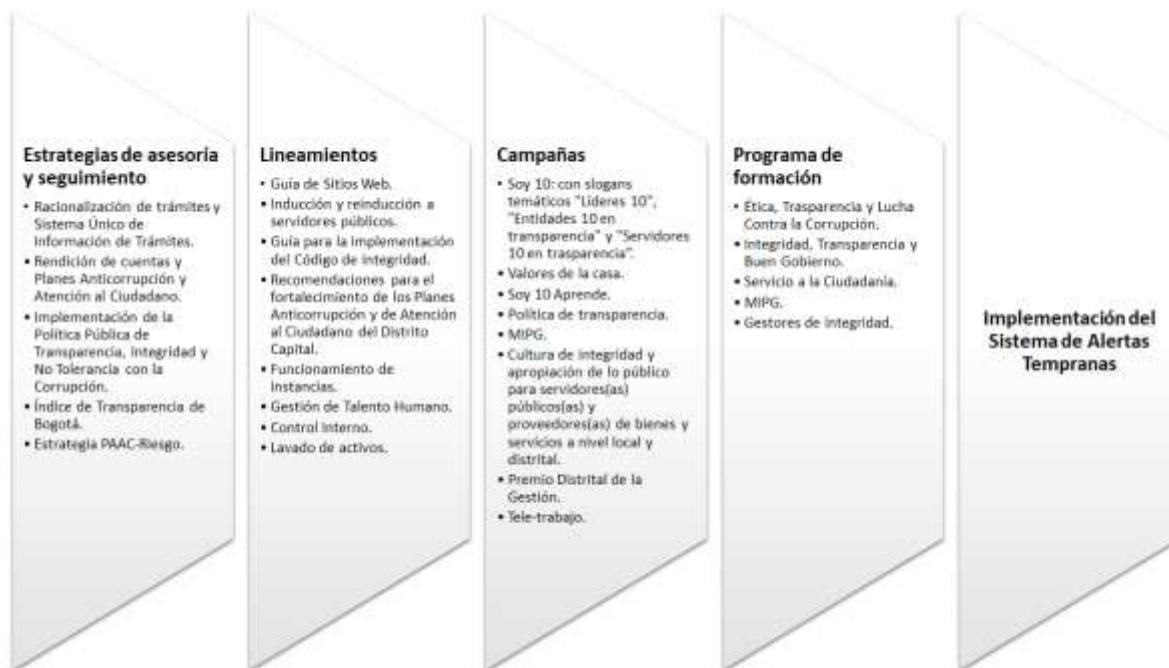 Estrategias de asesoría
y seguimiento
• Racionalización de trámites y
Sistema Único de
Información de Trámites.
• Rendición de cuentas y
Planes Anticorrupción y
Atención al Ciudadano.
• Implementación de la
Política Pública de
Transparencia, Integridad y
No Tolerancia con la
Corrupción.
• Índice de Transparencia de
Bogotá.
• Estrategia PAAC-Riesgo.
Lineamientos
• Guía de Sitios Web.
• Inducción y reinducción a
servidores públicos.
• Guía para la implementación
del Código de Integridad.
• Recomendaciones para el
fortalecimiento de los Planes
Anticorrupción y de Atención
al Ciudadano del Distrito
Capital.
• Funcionamiento de
Instancias.
• Gestión de Talento Humano.
• Control Interno.
• Lavado de activos.
Campañas
• Soy 10: con slogans
temáticos "Líderes 10",
"Entidades 10 en
transparencia" y "Servidores
10 en trasparencia".
• Valores de la casa.
• Soy 10 Aprende.
• Política de transparencia.
• MIPG.
• Cultura de integridad y
apropiación de lo público
para servidores(as)
públicos(as) y
proveedores(as) de bienes y
servicios a nivel local y
distrital.
• Premio Distrital de la
Gestión.
• Tele-trabajo.
Programa de
formación
• Ética, Trasparencia y Lucha
Contra la Corrupción.
• Integridad, Transparencia y
Buen Gobierno.
• Servicio a la Ciudadanía.
• MIPG.
• Gestores de integridad.
Implementación del
Sistema de Alertas
Tempranas